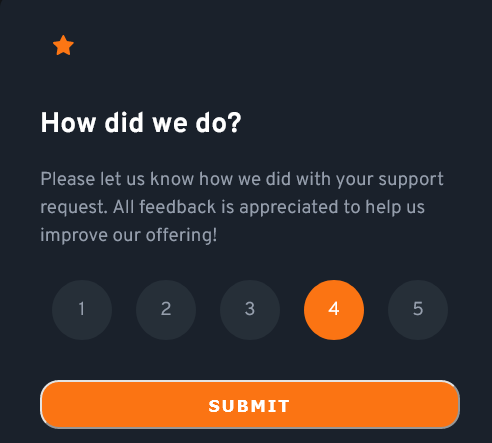 How did we do?
Please let us know how we did with your support
request. All feedback is appreciated to help us
improve our offering!
1 2 3 4 5
SUBMIT